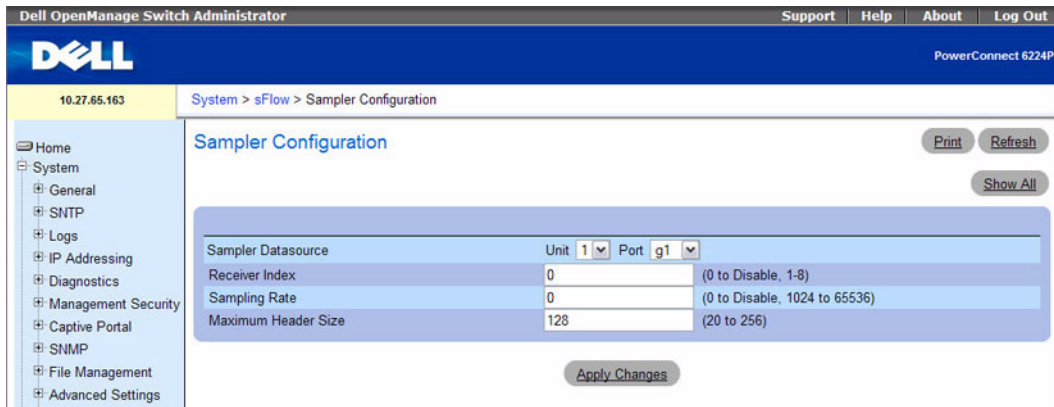 Dell OpenManage Switch Administrator Support Help About Log Out
DELL
PowerConnect 6224P
10.27.65.163
System > sFlow > Sampler Configuration
Home
System
General
SNTP
Logs
IP Addressing
Diagnostics
Management Security
Captive Portal
SNMP
File Management
Advanced Settings
Sampler Configuration
Print Refresh
Show All
Sampler Datasource Unit 1 Port g1
Receiver Index 0 (0 to Disable, 1-8)
Sampling Rate 0 (0 to Disable, 1024 to 65536)
Maximum Header Size 128 (20 to 256)
Apply Changes